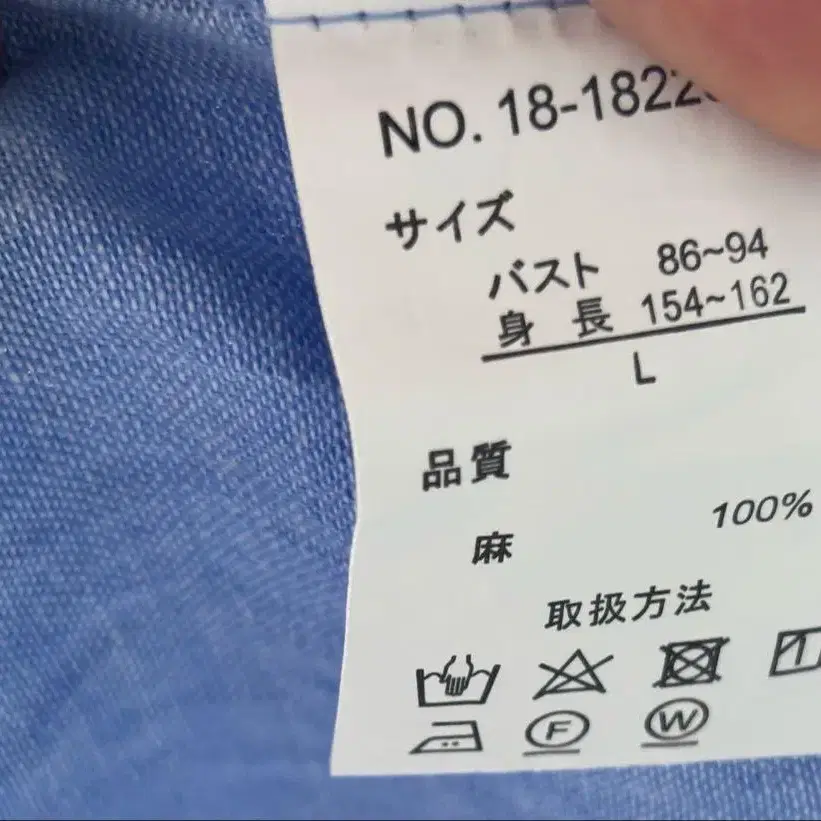 NO. 18-1822
サイズ
バスト 86~94
身長 154~162
L
品質
麻 100%
取扱方法
F W